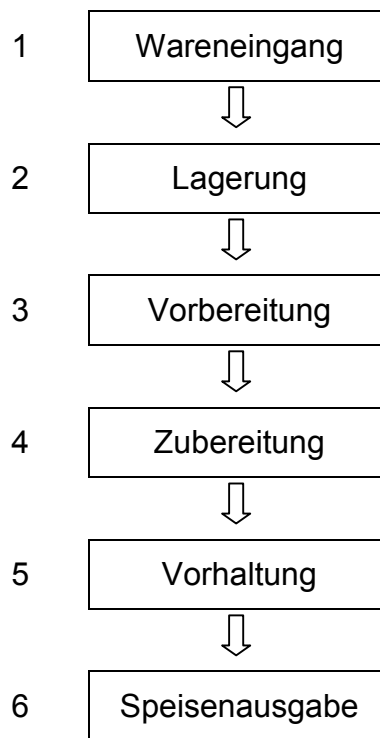 1 Wareneingang
2 Lagerung
3 Vorbereitung
4 Zubereitung
5 Vorhaltung
6 Speisenausgabe